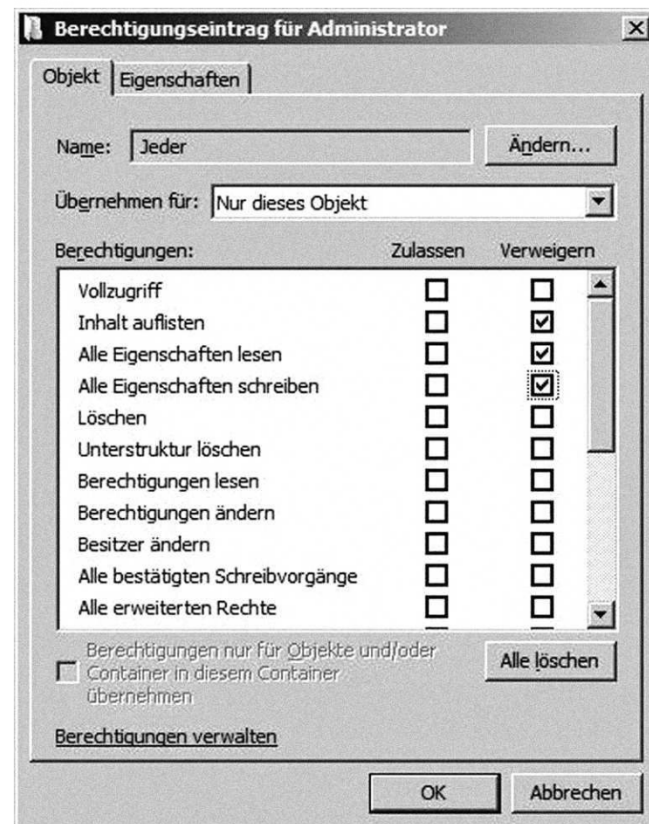 Berechtigungseintrag für Administrator
Objekt Eigenschaften
Name: Jeder Ändern...
Übernehmen für: Nur dieses Objekt
Berechtigungen: Zulassen Verweigern
Vollzugriff
Inhalt auflisten
Alle Eigenschaften lesen
Alle Eigenschaften schreiben
Löschen
Unterstruktur löschen
Berechtigungen lesen
Berechtigungen ändern
Besitzer ändern
Alle bestätigten Schreibvorgänge
Alle erweiterten Rechte
Berechtigungen nur für Objekte und/oder
Container in diesem Container
übernehmen
Alle löschen
Berechtigungen verwalten
OK Abbrechen